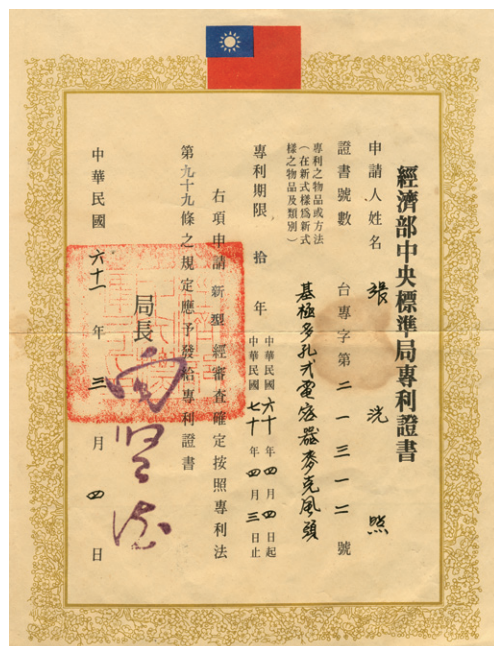 經濟部中央標準局專利證書
申請人姓名 張洸煦
證書號數 台專字第二一三一二號
專利之物品或方法
(在新式樣爲新式
樣之物品及類別)
基極多孔式電容器麥克風頭
專利期限 拾年
中華民國六十年四月四日起
中華民國七十年四月三日止
右項申請新型經審查確定按照專利法
第九十九條之規定應予發給專利證書
局長
中華民國六十一年三月四日